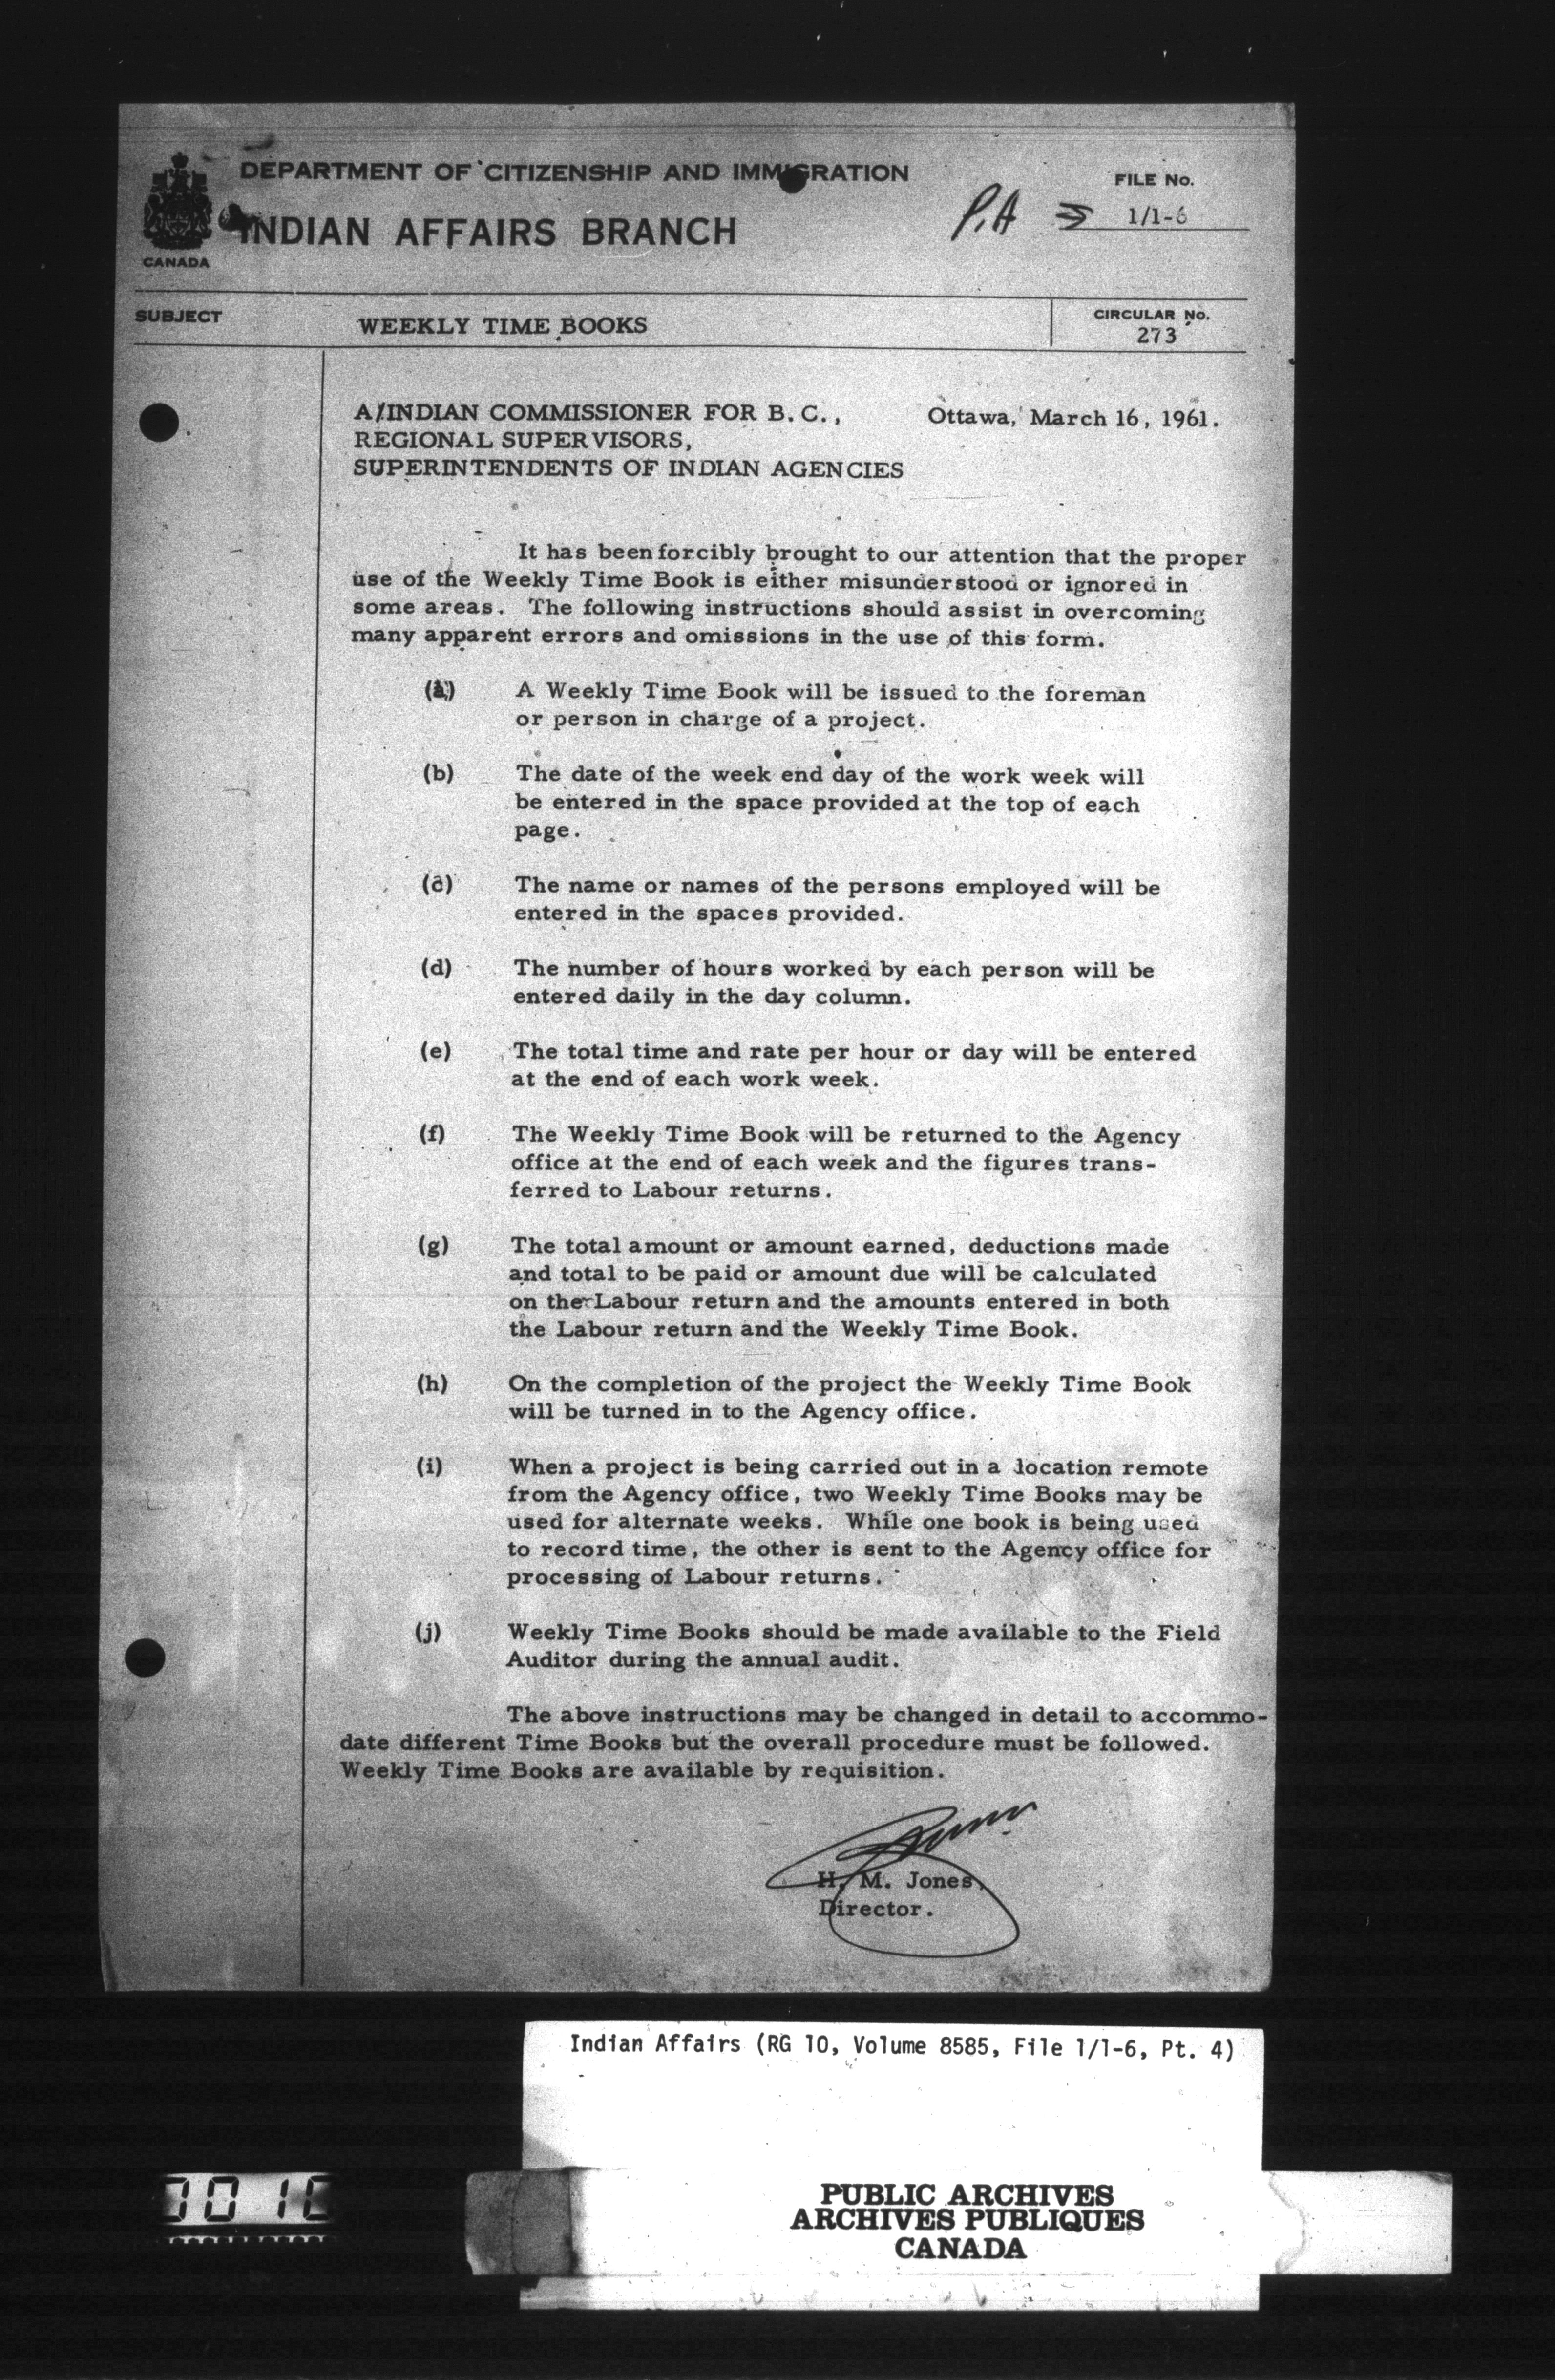 DEPARTMENT OF CITIZENSHIP AND IMMIGRATION
INDIAN AFFAIRS BRANCH
CANADA
P.A
FILE No.
1/1-6
SUBJECT
WEEKLY TIME BOOKS
CIRCULAR No.
273
A/INDIAN COMMISSIONER FOR B.C.,
Ottawa, March 16, 1961.
REGIONAL SUPERVISORS,
SUPERINTENDENTS OF INDIAN AGENCIES
It has been forcibly brought to our attention that the proper
use of the Weekly Time Book is either misunderstood or ignored in
some areas. The following instructions should assist in overcoming
many apparent errors and omissions in the use of this form.
(a) A Weekly Time Book will be issued to the foreman
or person in charge of a project.
(b) The date of the week end day of the work week will
be entered in the space provided at the top of each
page.
(c) The name or names of the persons employed will be
entered in the spaces provided.
(d) The number of hours worked by each person will be
entered daily in the day column.
(e) The total time and rate per hour or day will be entered
at the end of each work week.
(f) The Weekly Time Book will be returned to the Agency
office at the end of each week and the figures trans-
ferred to Labour returns.
(g) The total amount or amount earned, deductions made
and total to be paid or amount due will be calculated
on the Labour return and the amounts entered in both
the Labour return and the Weekly Time Book.
(h) On the completion of the project the Weekly Time Book
will be turned in to the Agency office.
(i) When a project is being carried out in a location remote
from the Agency office, two Weekly Time Books may be
used for alternate weeks. While one book is being used
to record time, the other is sent to the Agency office for
processing of Labour returns.
(j) Weekly Time Books should be made available to the Field
Auditor during the annual audit.
The above instructions may be changed in detail to accommo-
date different Time Books but the overall procedure must be followed.
Weekly Time Books are available by requisition.
H. M. Jones,
Director.
Indian Affairs (RG 10, Volume 8585, File 1/1-6, Pt. 4)
PUBLIC ARCHIVES
ARCHIVES PUBLIQUES
CANADA